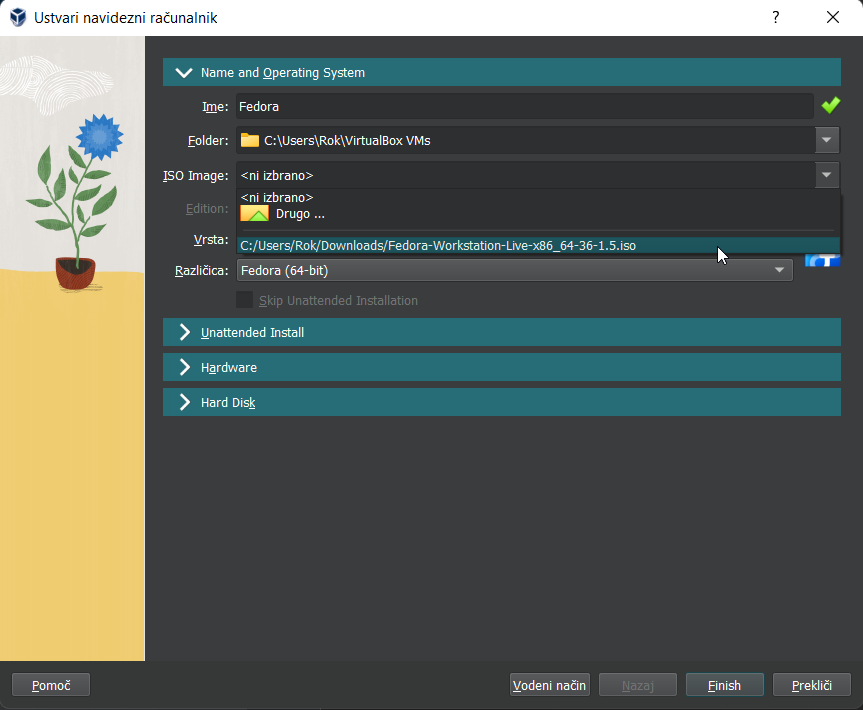 Ustvari navidezni računalnik
?
Name and Operating System
Ime: Fedora
Folder: C:\Users\Rok\VirtualBox VMs
ISO Image: <ni izbrano>
<ni izbrano>
Edition: Drugo ...
Vrsta:
C:/Users/Rok/Downloads/Fedora-Workstation-Live-x86_64-36-1.5.iso
Različica: Fedora (64-bit)
Skip Unattended Installation
Unattended Install
Hardware
Hard Disk
Pomoč Vodeni način Nazaj Finish Prekliči